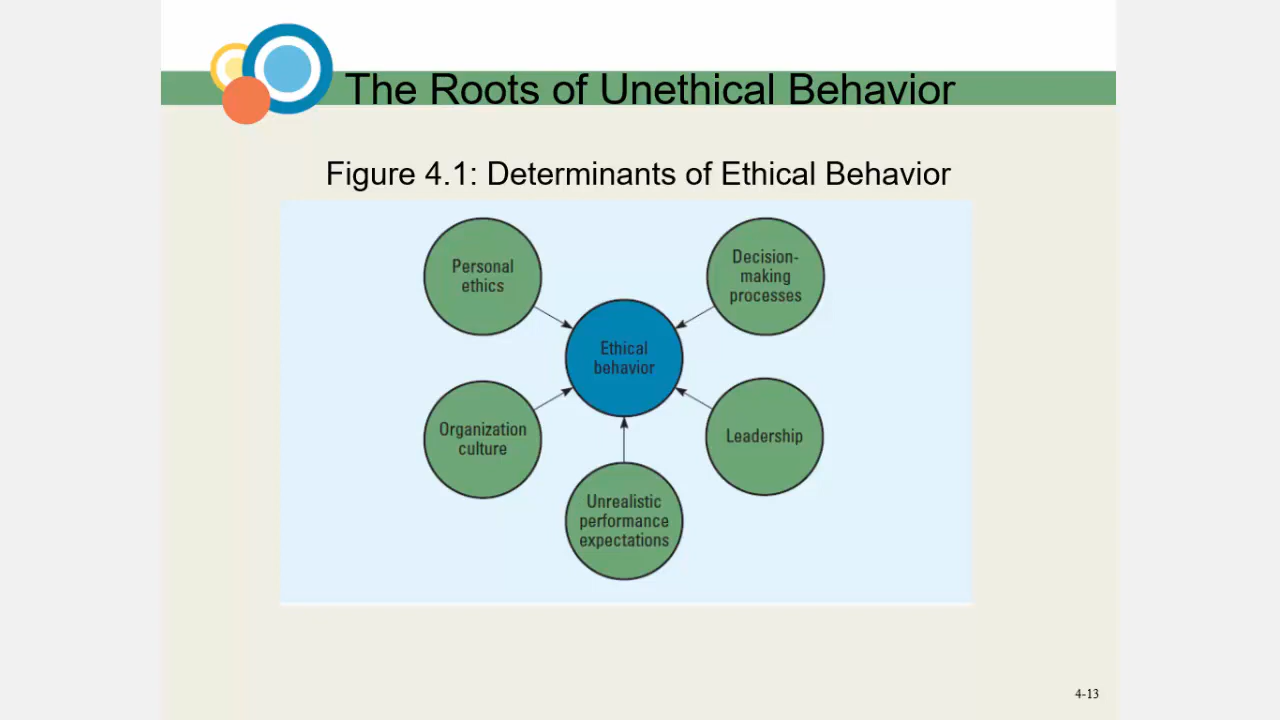 The Roots of Unethical Behavior
Figure 4.1: Determinants of Ethical Behavior
Personal
ethics
Decision-
making
processes
Ethical
behavior
Organization
culture
Leadership
Unrealistic
performance
expectations
4-13